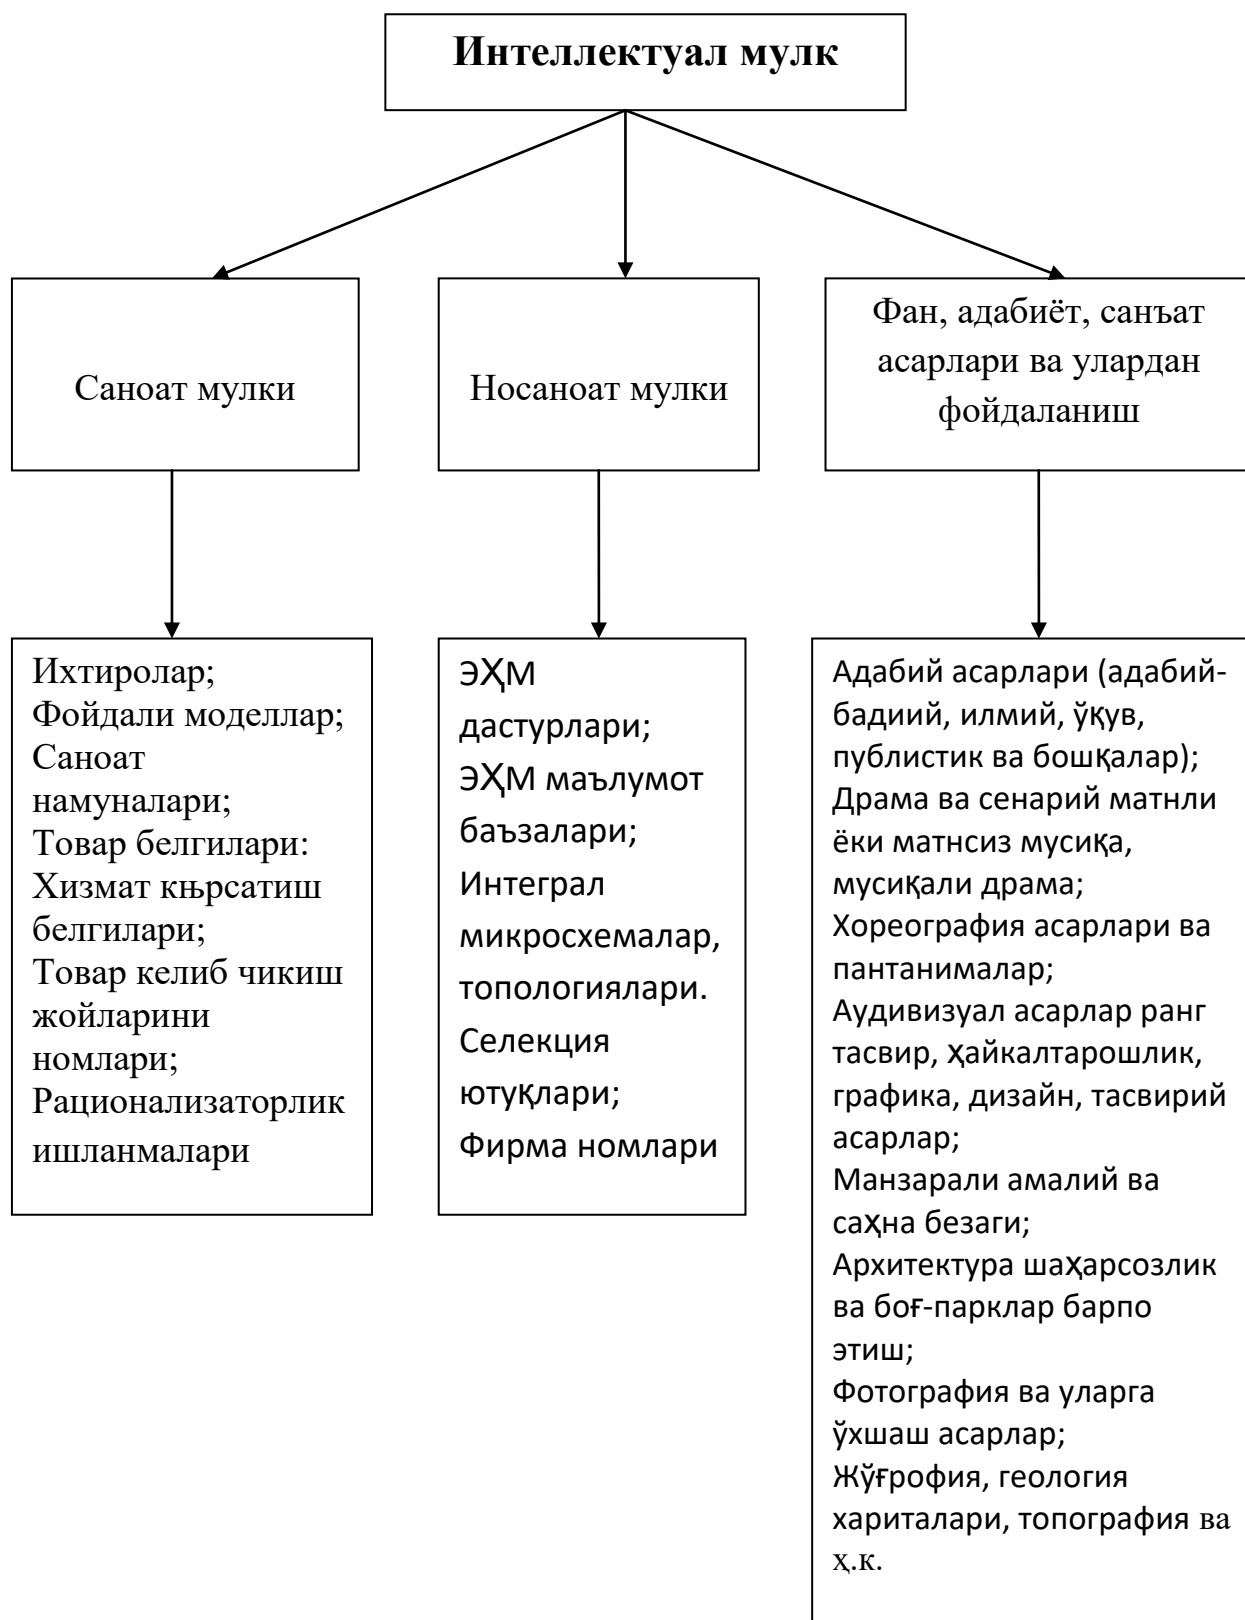 Интеллектуал мулк
Саноат мулки
Носаноат мулки
Фан, адабиёт, санъат
асарлари ва улардан
фойдаланиш
Ихтиролар;
Фойдали моделлар;
Саноат
намуналари;
Товар белгилари:
Хизмат књрсатиш
белгилари;
Товар келиб чикиш
жойларини
номлари;
Рационализаторлик
ишланмалари
ЭҲМ
дастурлари;
ЭҲМ маълумот
баъзалари;
Интеграл
микросхемалар,
топологиялари.
Селекция
ютуқлари;
Фирма номлари
Адабий асарлари (адабий-
бадиий, илмий, ўқув,
публистик ва бошқалар);
Драма ва сенарий матнли
ёки матнсиз мусиқа,
мусиқали драма;
Хореография асарлари ва
пантанималар;
Аудивизуал асарлар ранг
тасвир, ҳайкалтарошлик,
графика, дизайн, тасвирий
асарлар;
Манзарали амалий ва
саҳна безаги;
Архитектура шаҳарсозлик
ва боғ-парклар барпо
этиш;
Фотография ва уларга
ўхшаш асарлар;
Жўғрофия, геология
хариталари, топография ва
ҳ.к.